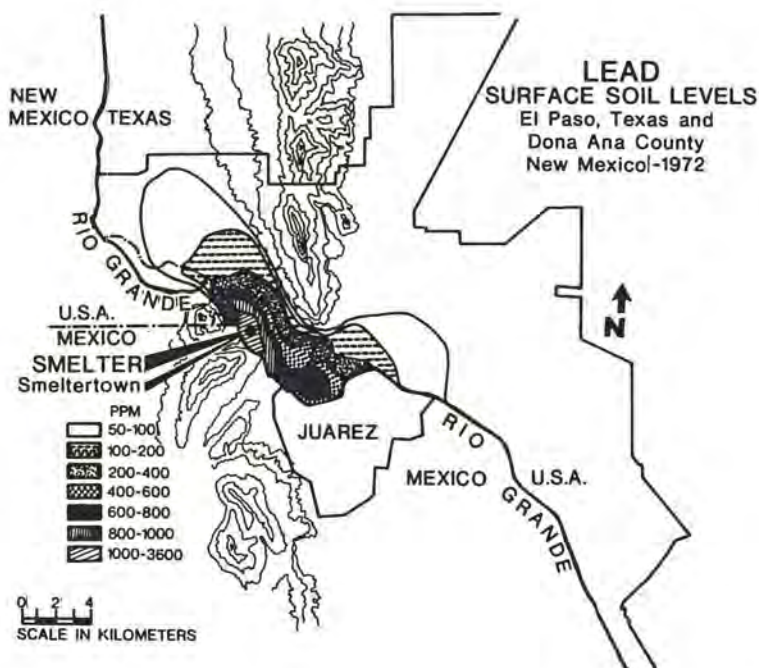 LEAD
SURFACE SOIL LEVELS
El Paso, Texas and
Dona Ana County
New Mexico|-1972
NEW
MEXICO TEXAS
RIO GRANDE
U.S.A.
MEXICO
SMELTER
Smeltertown
N
PPM
50-100
100-200
200-400
400-600
600-800
800-1000
1000-3600
JUAREZ
RIO GRANDE
MEXICO
U.S.A.
0 2 4
SCALE IN KILOMETERS